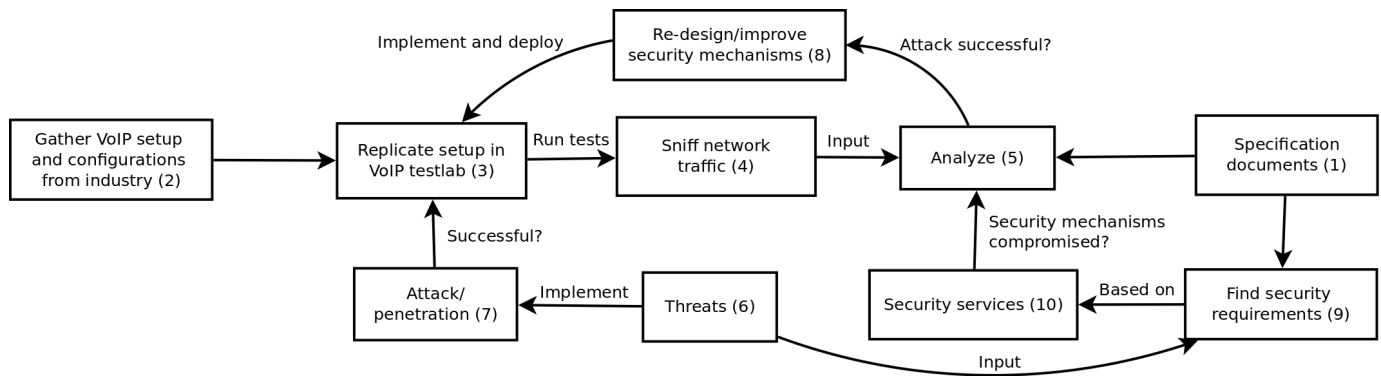 Re-design/improve
security mechanisms (8)
Implement and deploy
Attack successful?
Gather VoIP setup
and configurations
from industry (2)
Replicate setup in
VoIP testlab (3)
Run tests
Sniff network
traffic (4)
Input
Analyze (5)
Specification
documents (1)
Successful?
Security mechanisms
compromised?
Attack/
penetration (7)
Implement
Threats (6)
Security services (10)
Based on
Find security
requirements (9)
Input